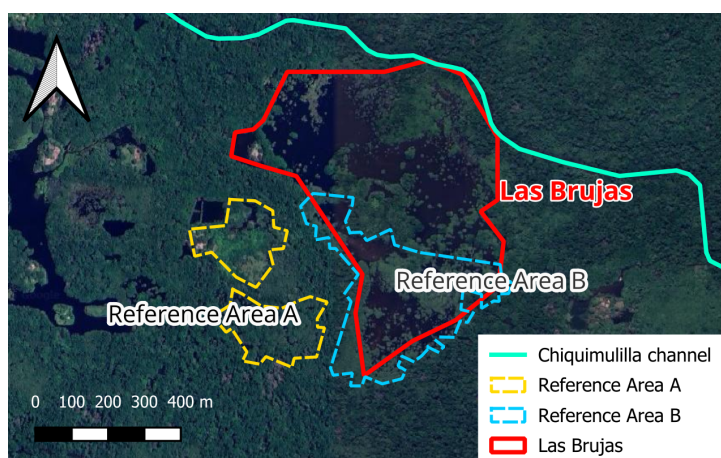 Las Brujas
Reference Area B
Reference Area A
0 100 200 300 400 m
Chiquimulilla channel
Reference Area A
Reference Area B
Las Brujas